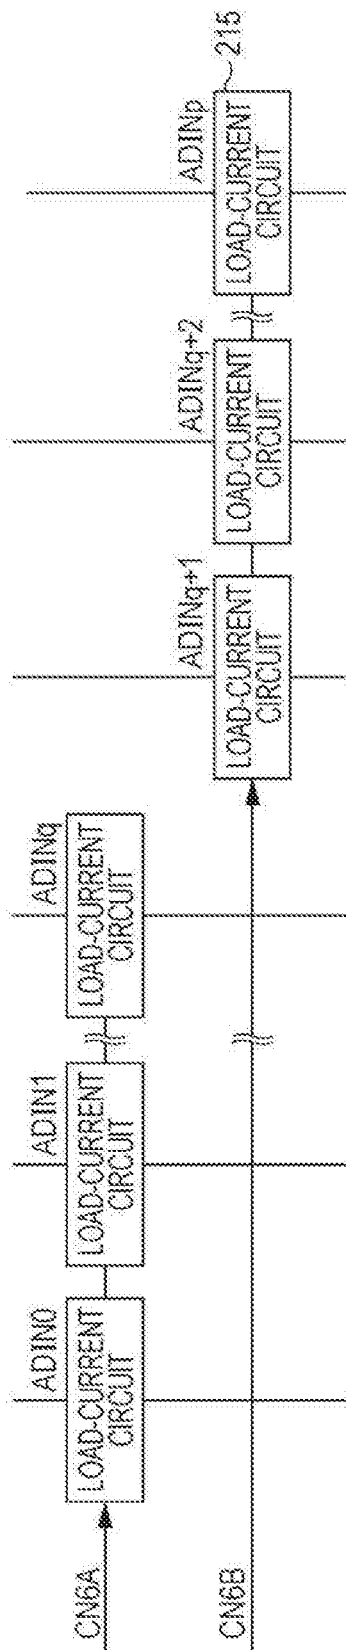 ADIN0
ADIN1
ADINq
CN6A
LOAD-CURRENT
CIRCUIT
LOAD-CURRENT
CIRCUIT
LOAD-CURRENT
CIRCUIT
ADINq+1
ADINq+2
ADINp
215
CN6B
LOAD-CURRENT
CIRCUIT
LOAD-CURRENT
CIRCUIT
LOAD-CURRENT
CIRCUIT